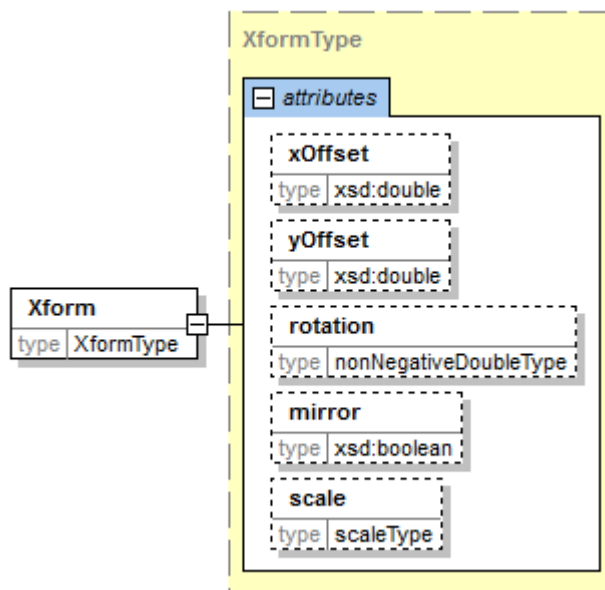 XformType
attributes
xOffset
type xsd:double
yOffset
type xsd:double
Xform
type XformType
rotation
type nonNegativeDoubleType
mirror
type xsd:boolean
scale
type scaleType